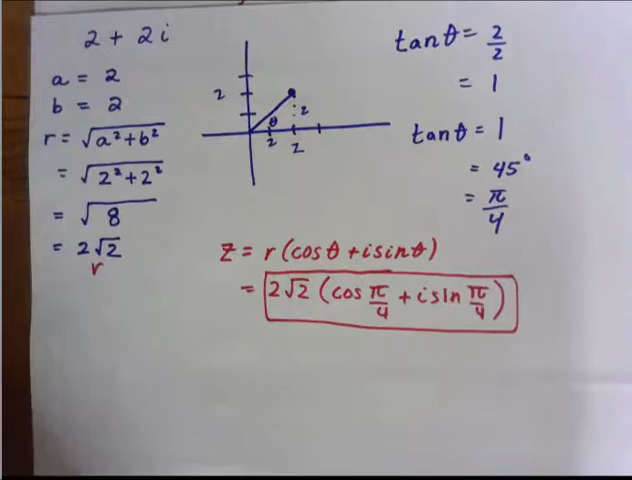 2 + 2i
a = 2
b = 2
r = √(a² + b²)
= √(2² + 2²)
= √8
= 2√2
r
2
θ
2
2
2
tanθ = 2/2
= 1
tanθ = 1
= 45°
= π/4
z = r(cosθ + isinθ)
= 2√2 (cos π/4 + isin π/4)